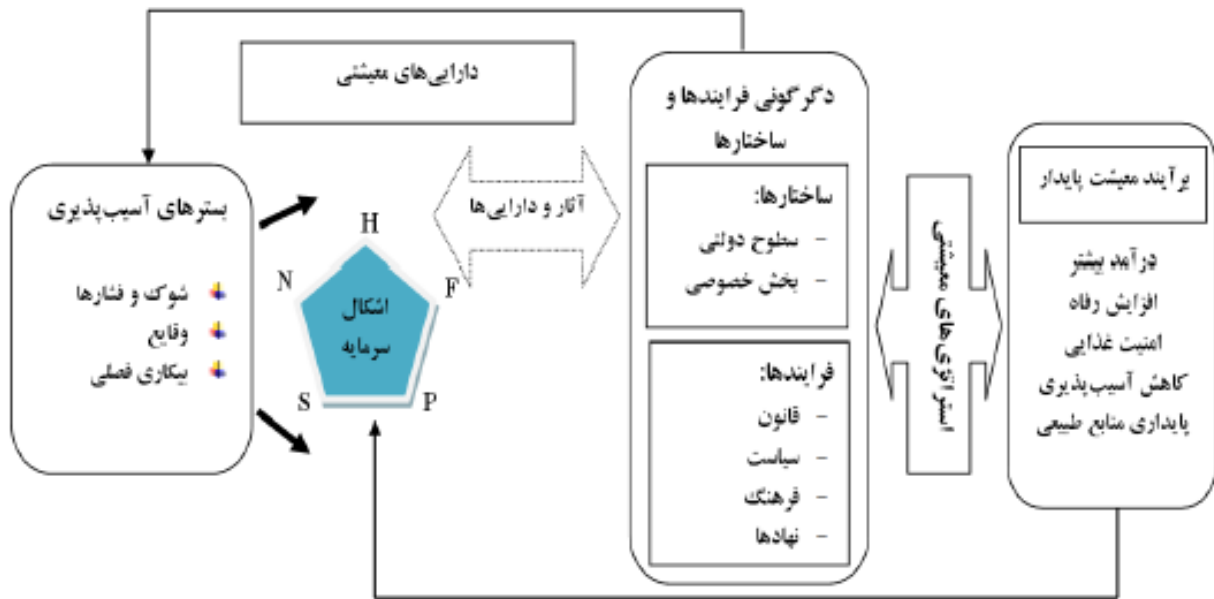 دارایی‌های معیشتی
بسترهای آسیب‌پذیری
شوک و فشارها
وقایع
بیکاری فصلی
H
N
F
S
P
اشکال
سرمایه
آثار و دارایی‌ها
دگرگونی فرایندها و
ساختارها
ساختارها:
- سطوح دولتی
- بخش خصوصی
فرایندها:
- قانون
- سیاست
- فرهنگ
- نهادها
استراتژی‌های معیشتی
برآیند معیشت پایدار
درآمد بیشتر
افزایش رفاه
امنیت غذایی
کاهش آسیب‌پذیری
پایداری منابع طبیعی